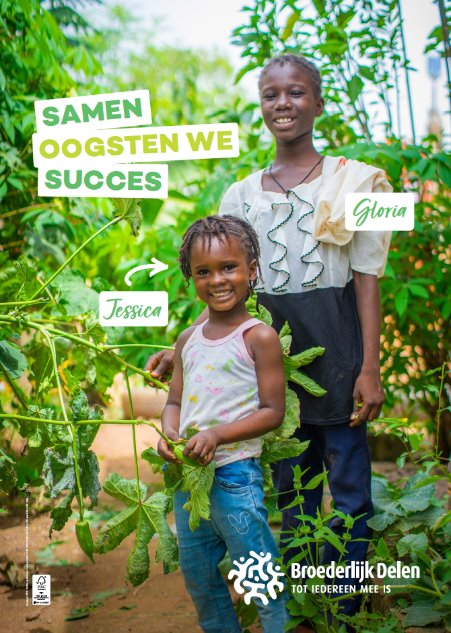 SAMEN
OOGSTEN WE
SUCCES
Gloria
Jessica
Broederlijk Delen
TOT IEDEREEN MEE IS